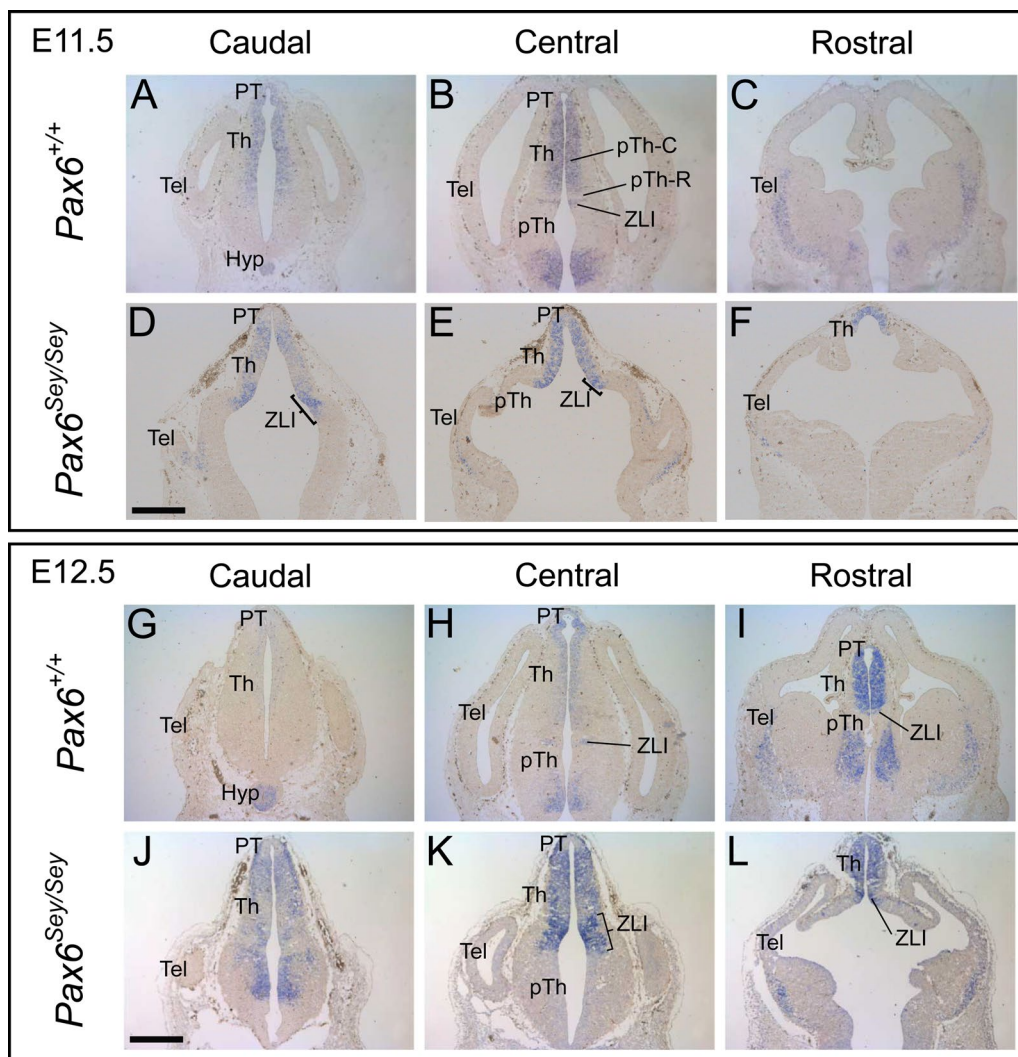 E11.5 Caudal Central Rostral
Pax6+/+
A PT Th Tel Hyp
B PT Th pTh-C pTh-R Tel ZLI pTh
C Tel
Pax6Sey/Sey
D PT Th ZLI Tel
E PT Th pTh ZLI Tel
F Th Tel
E12.5 Caudal Central Rostral
Pax6+/+
G PT Th Tel Hyp
H PT Th Tel pTh ZLI
I PT Th Tel pTh ZLI
Pax6Sey/Sey
J PT Th Tel
K PT Th ZLI Tel pTh
L Th Tel ZLI